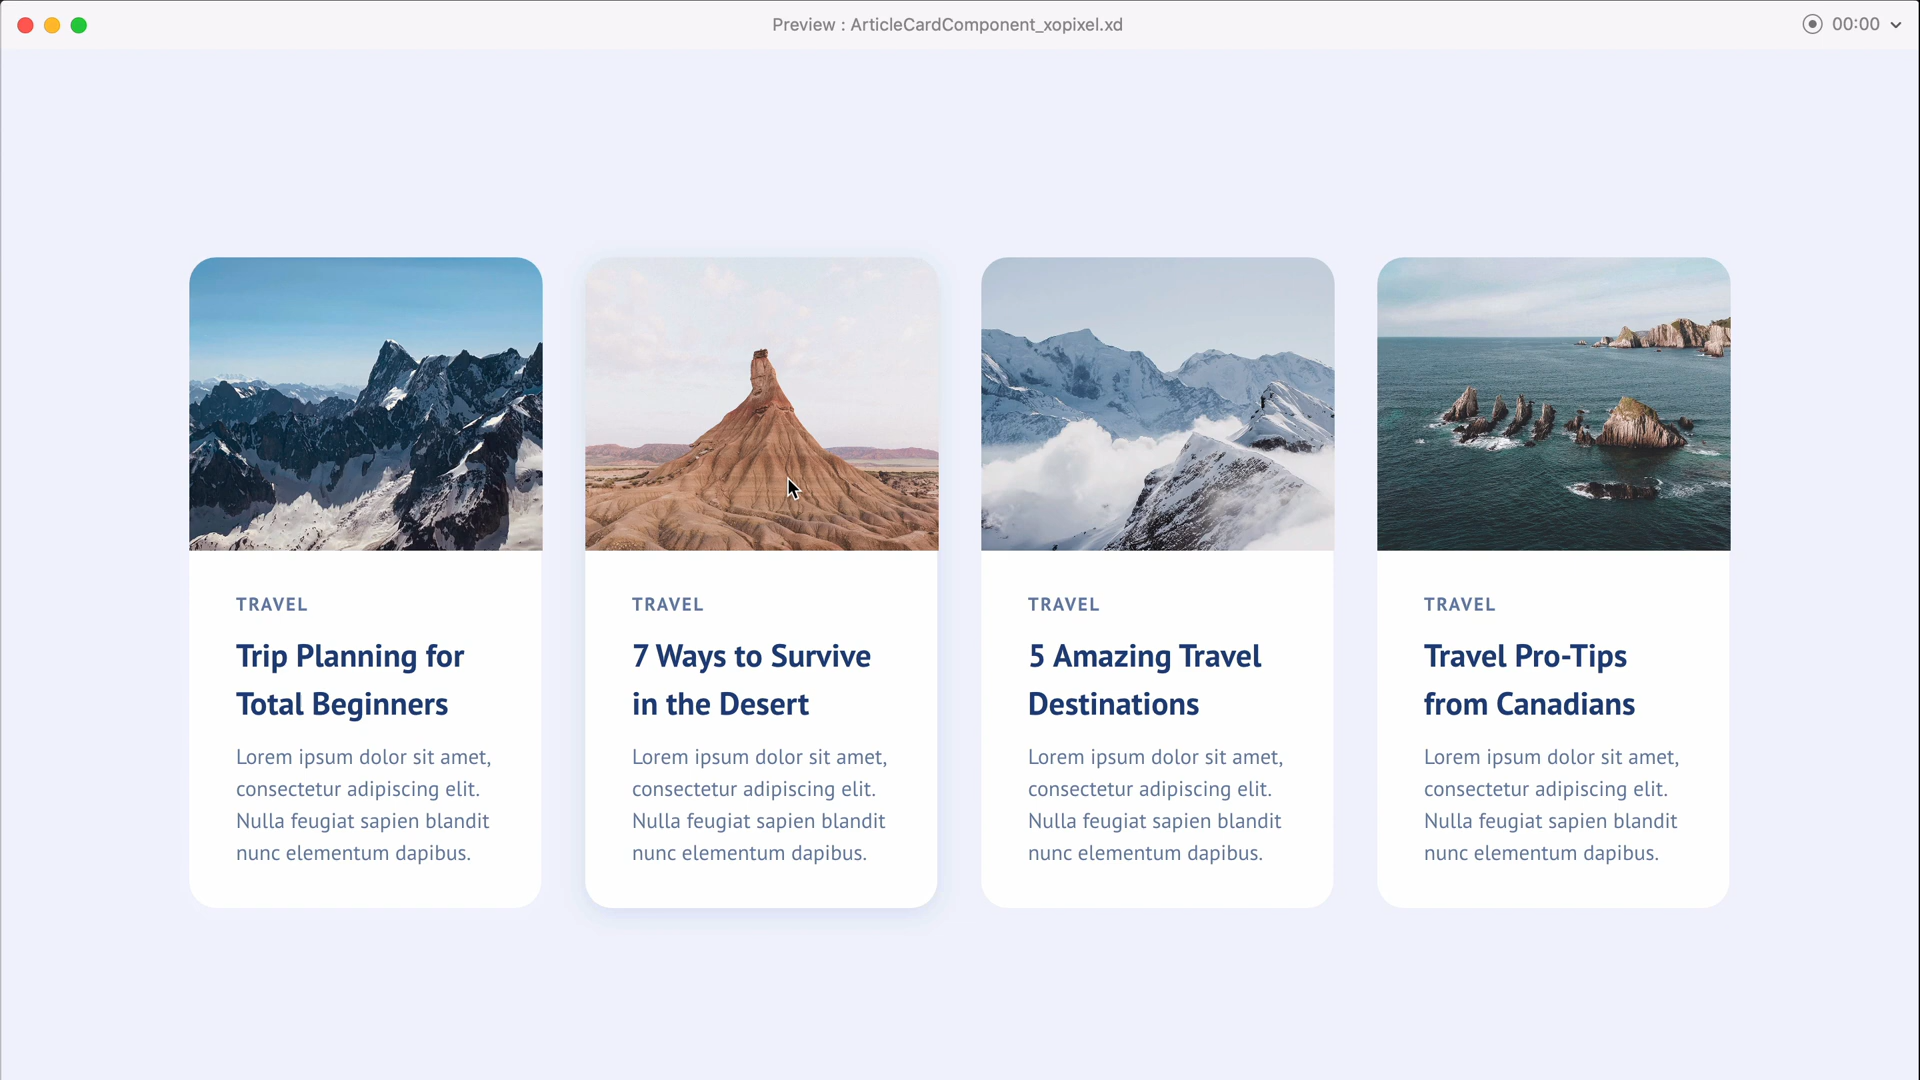 Preview : ArticleCardComponent_xopixel.xd
00:00
TRAVEL
Trip Planning for
Total Beginners
Lorem ipsum dolor sit amet,
consectetur adipiscing elit.
Nulla feugiat sapien blandit
nunc elementum dapibus.
TRAVEL
7 Ways to Survive
in the Desert
Lorem ipsum dolor sit amet,
consectetur adipiscing elit.
Nulla feugiat sapien blandit
nunc elementum dapibus.
TRAVEL
5 Amazing Travel
Destinations
Lorem ipsum dolor sit amet,
consectetur adipiscing elit.
Nulla feugiat sapien blandit
nunc elementum dapibus.
TRAVEL
Travel Pro-Tips
from Canadians
Lorem ipsum dolor sit amet,
consectetur adipiscing elit.
Nulla feugiat sapien blandit
nunc elementum dapibus.